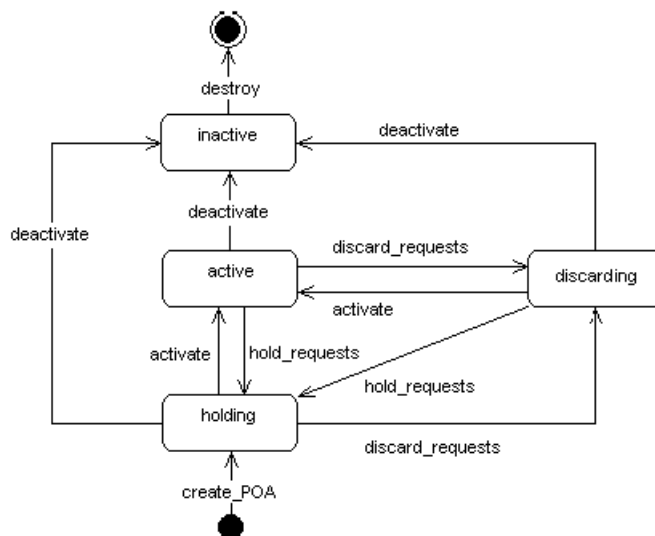 destroy
inactive
deactivate
deactivate
deactivate
discard_requests
active
discarding
activate
activate
hold_requests
hold_requests
holding
discard_requests
create_POA